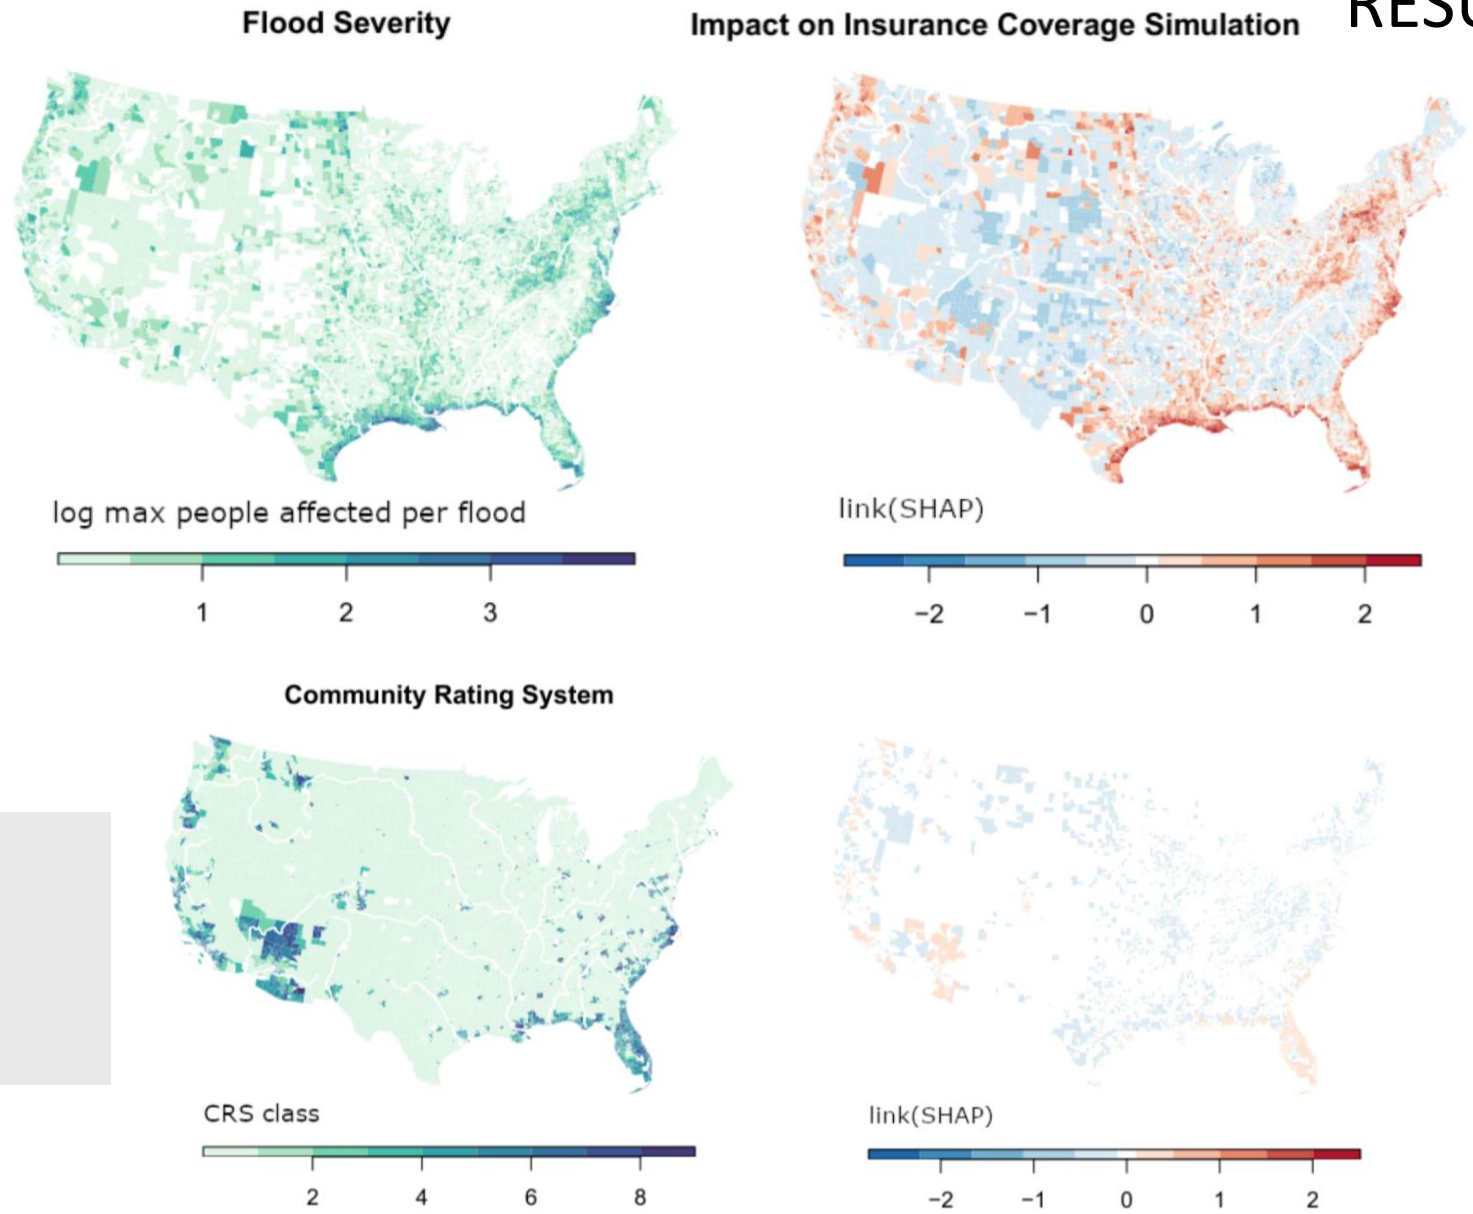 Flood Severity
Impact on Insurance Coverage Simulation
log max people affected per flood
1 2 3
link(SHAP)
−2 −1 0 1 2
Community Rating System
CRS class
2 4 6 8
link(SHAP)
−2 −1 0 1 2